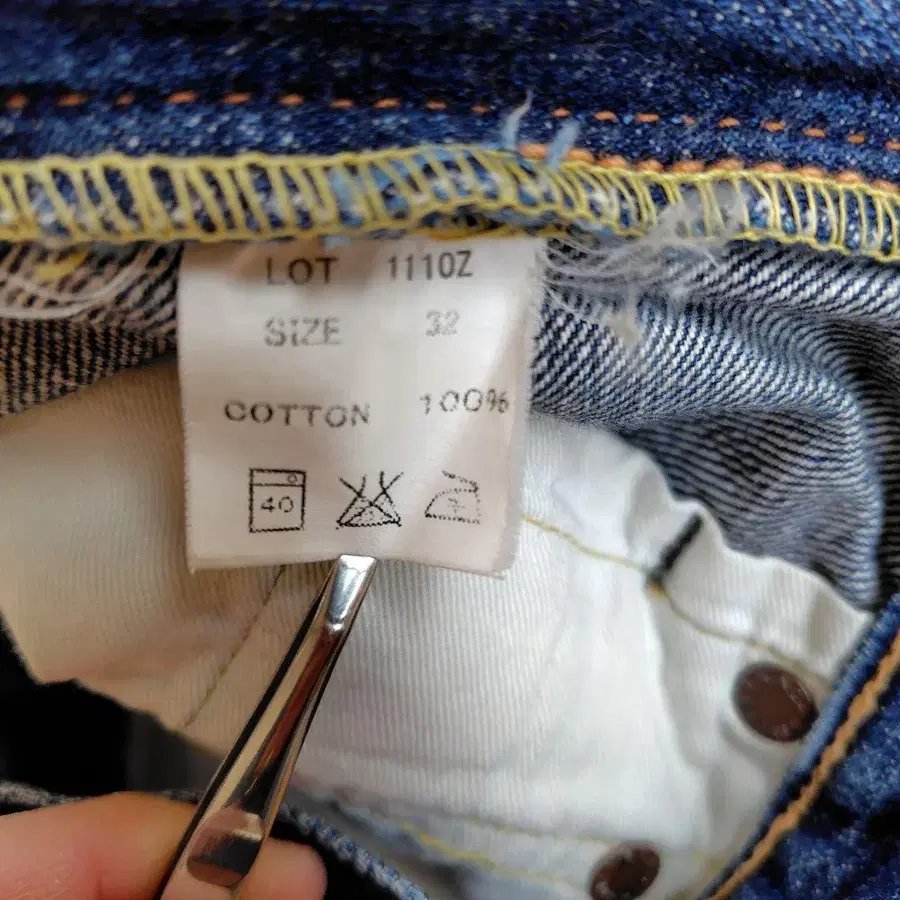 LOT 1110Z
SIZE 32
COTTON 100%
40